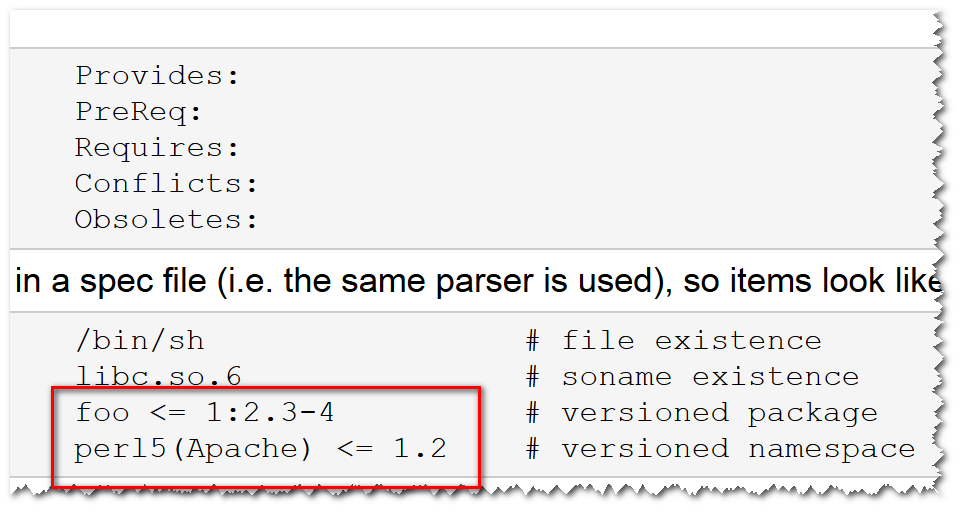 Provides:
PreReq:
Requires:
Conflicts:
Obsoletes:
in a spec file (i.e. the same parser is used), so items look like
/bin/sh # file existence
libc.so.6 # soname existence
foo <= 1:2.3-4 # versioned package
perl5(Apache) <= 1.2 # versioned namespace